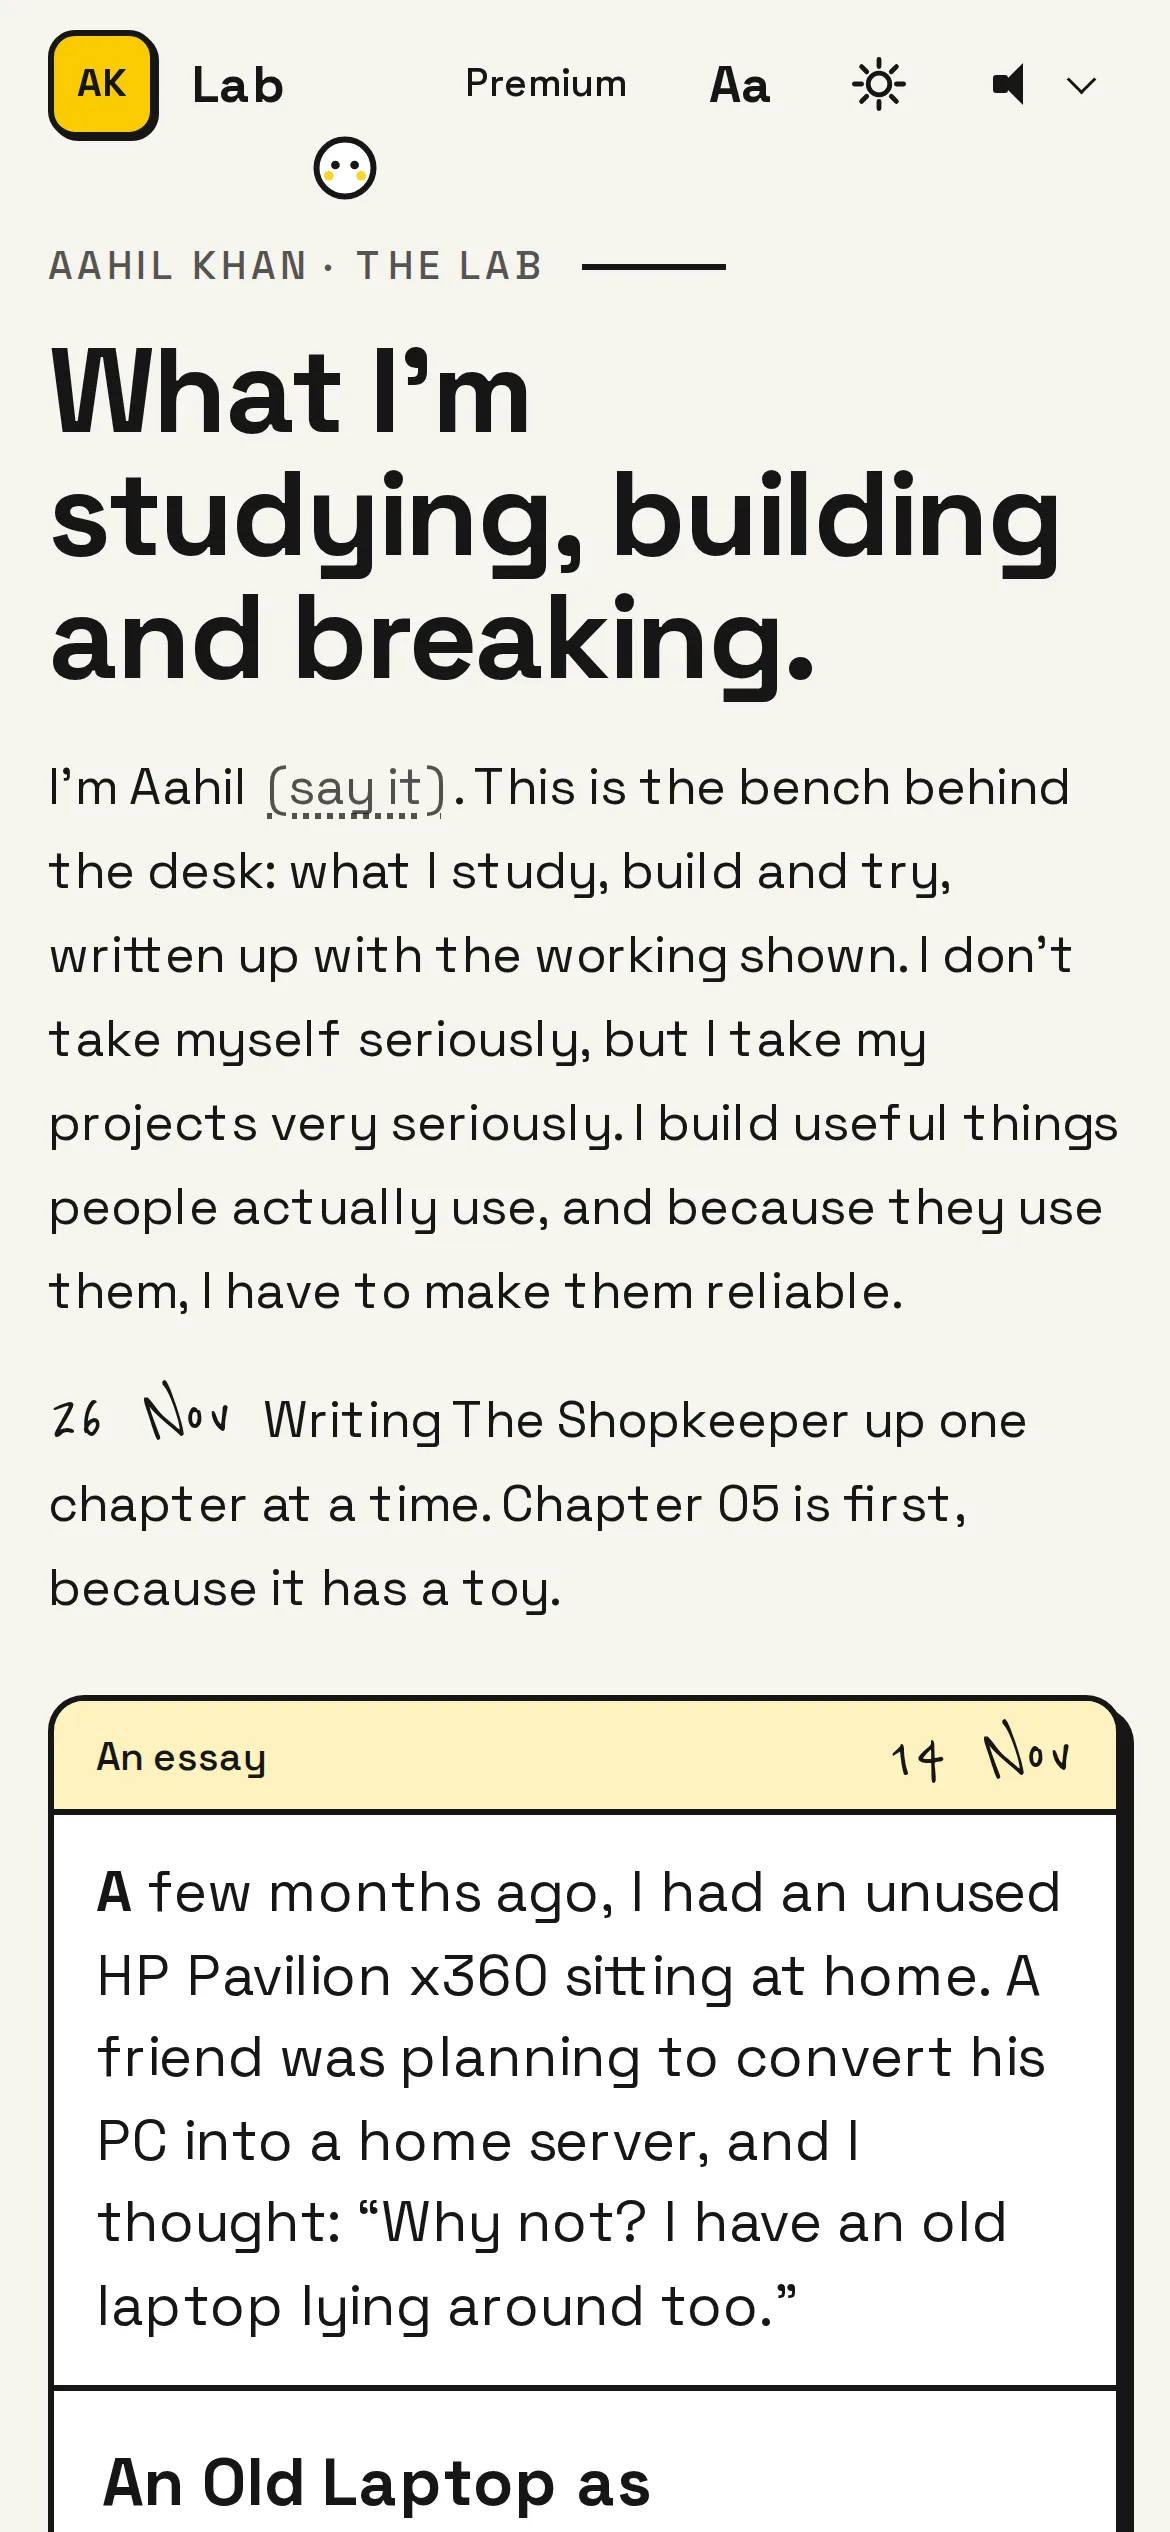 AK Lab Premium Aa
AAHIL KHAN · THE LAB
What I’m
studying, building
and breaking.
I’m Aahil (say it). This is the bench behind
the desk: what I study, build and try,
written up with the working shown. I don’t
take myself seriously, but I take my
projects very seriously. I build useful things
people actually use, and because they use
them, I have to make them reliable.
26 Nov Writing The Shopkeeper up one
chapter at a time. Chapter 05 is first,
because it has a toy.
An essay 14 Nov
A few months ago, I had an unused
HP Pavilion x360 sitting at home. A
friend was planning to convert his
PC into a home server, and I
thought: “Why not? I have an old
laptop lying around too.”
An Old Laptop as